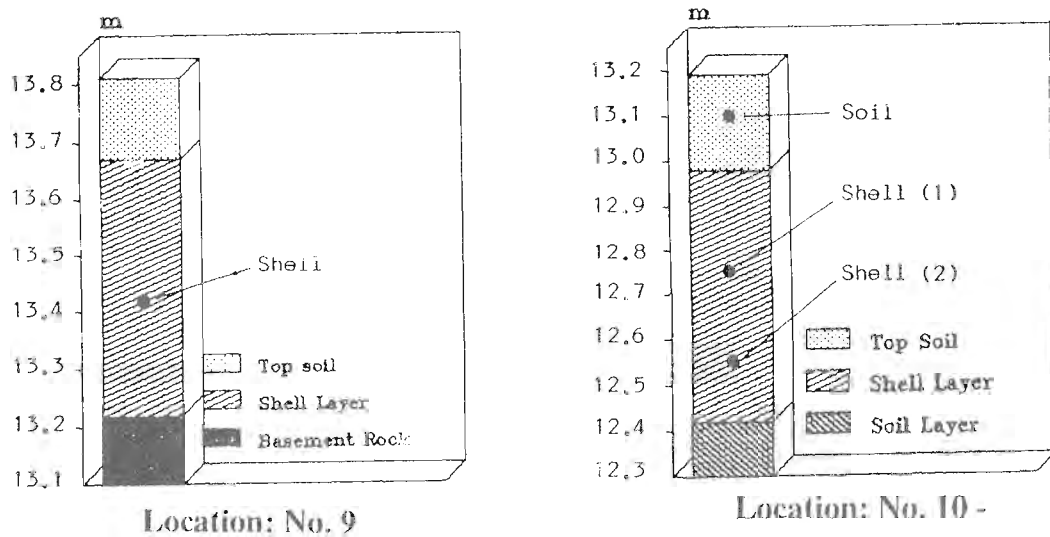 m
13.8
13.7
13.6
13.5
13.4
13.3
13.2
13.1
Shell
Top soil
Shell Layer
Basement Rock
Location: No. 9
m
13.2
13.1
13.0
12.9
12.8
12.7
12.6
12.5
12.4
12.3
Soil
Shell (1)
Shell (2)
Top Soil
Shell Layer
Soil Layer
Location: No. 10 -